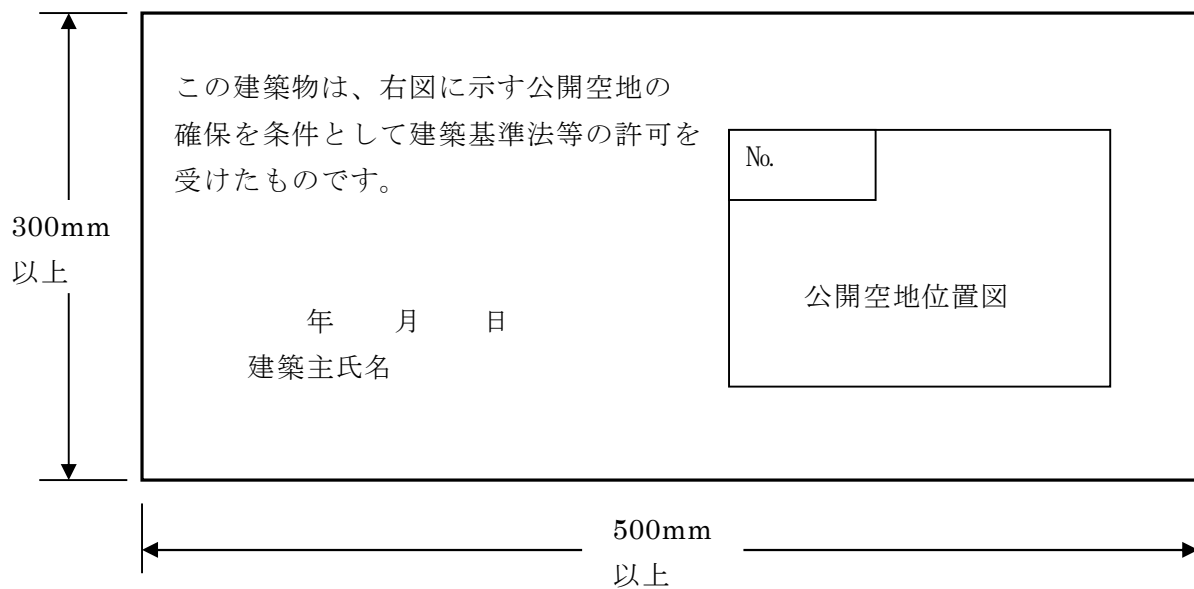 この建築物は、右図に示す公開空地の
確保を条件として建築基準法等の許可を
受けたものです。
年　　月　　日
建築主氏名
№
公開空地位置図
300mm
以上
500mm
以上